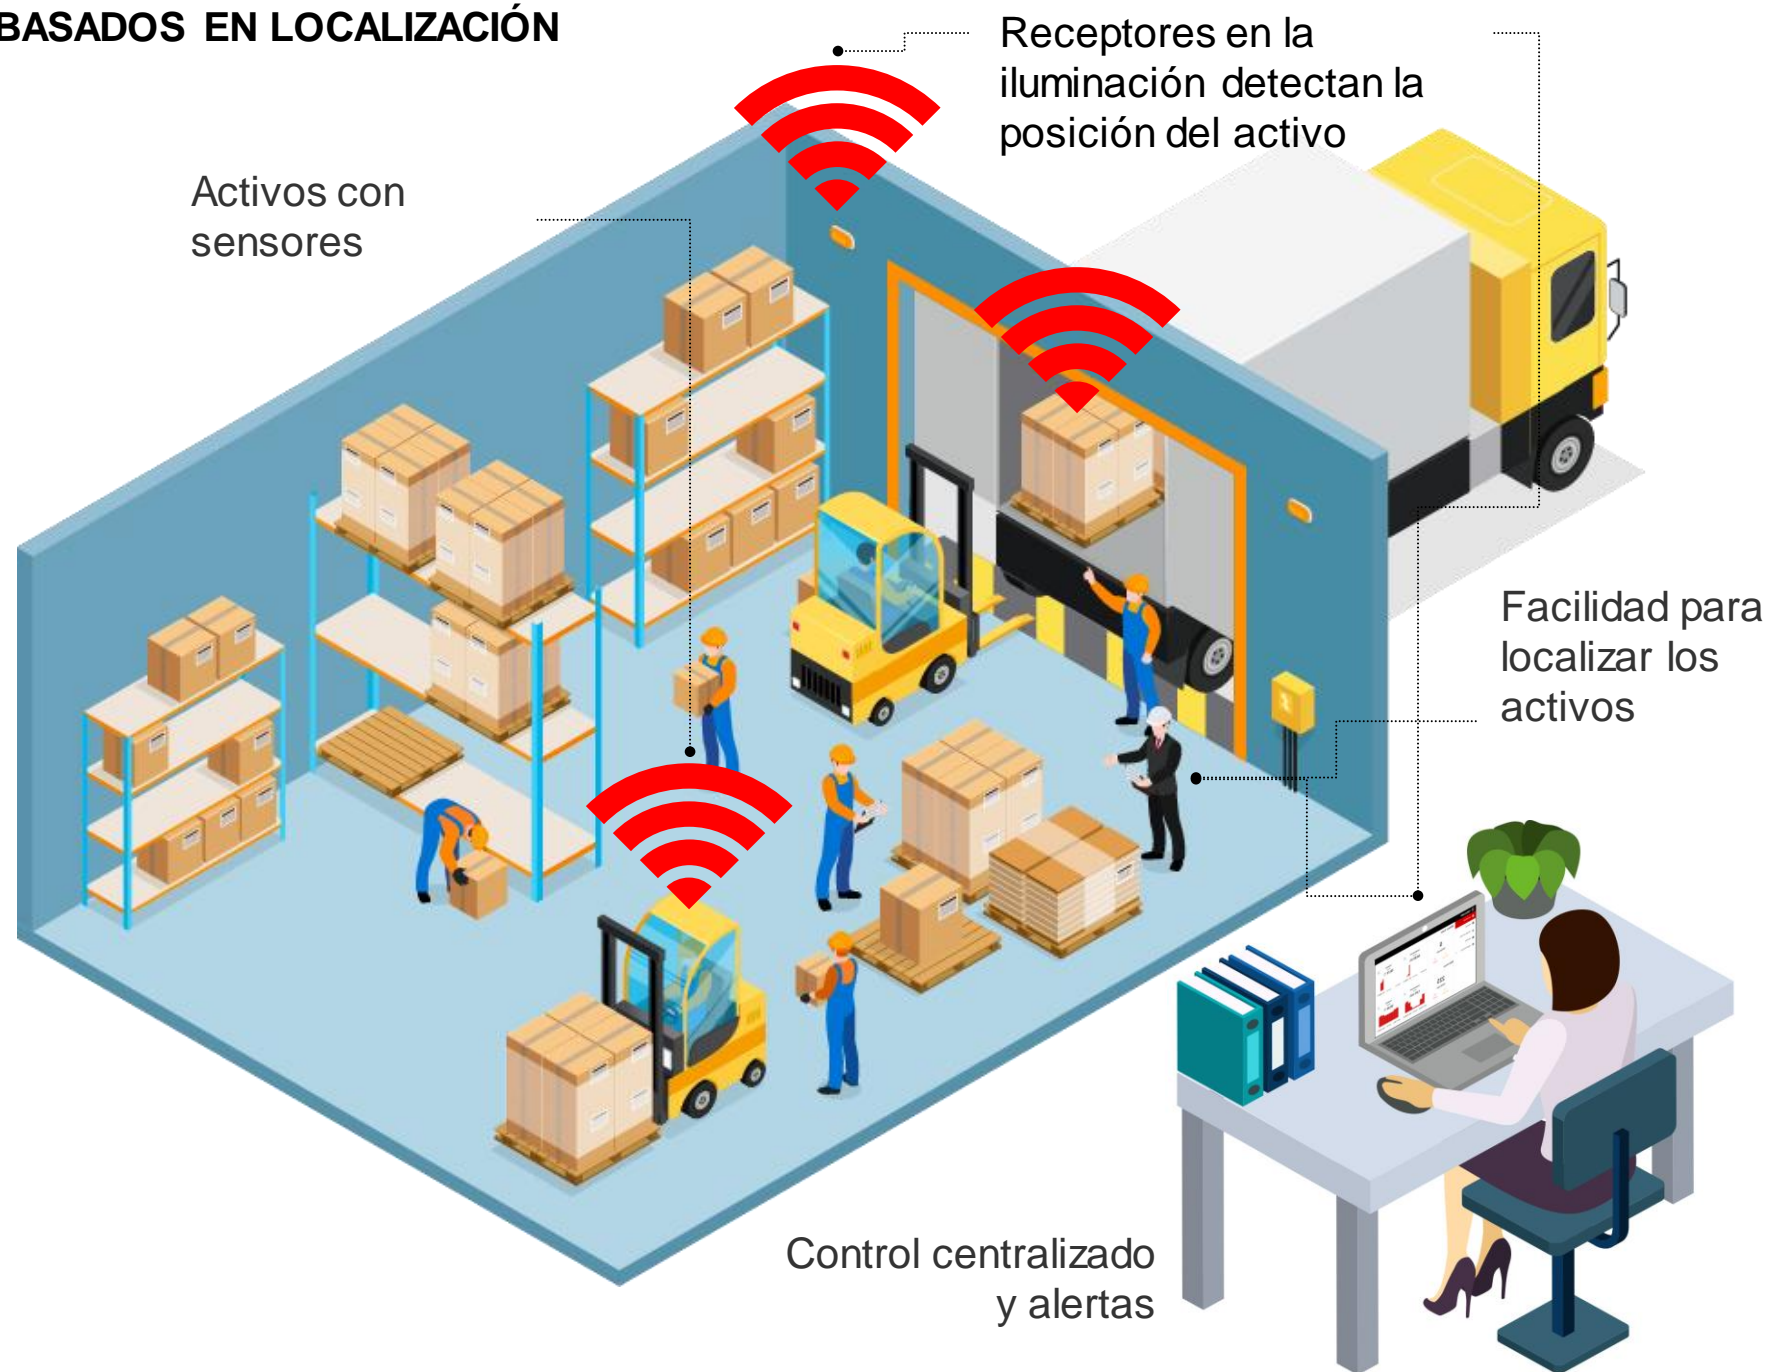 BASADOS EN LOCALIZACIÓN
Receptores en la
iluminación detectan la
posición del activo
Activos con
sensores
Facilidad para
localizar los
activos
Control centralizado
y alertas